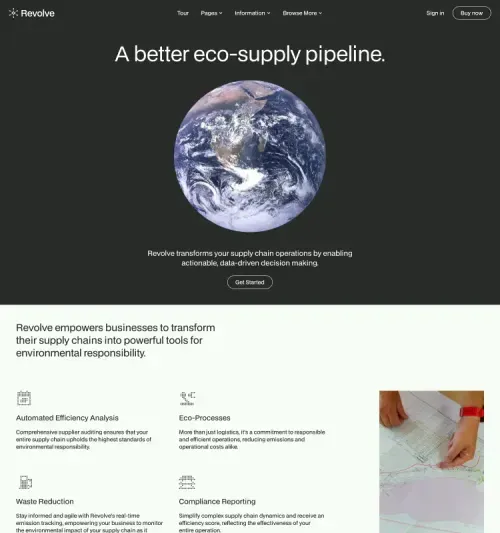 Revolve
Tour
Pages
Information
Browse More
Sign in
Buy now
A better eco-supply pipeline.
Revolve transforms your supply chain operations by enabling
actionable, data-driven decision making.
Get Started
Revolve empowers businesses to transform
their supply chains into powerful tools for
environmental responsibility.
Automated Efficiency Analysis
Comprehensive supplier auditing ensures that your
entire supply chain upholds the highest standards of
environmental responsibility.
Eco-Processes
More than just logistics, it's a commitment to responsible
and efficient operations, reducing emissions and
operational costs alike.
Waste Reduction
Stay informed and agile with Revolve's real-time
emission tracking, empowering your business to monitor
the environmental impact of your supply chain as it
Compliance Reporting
Simplify complex supply chain dynamics and receive an
efficiency score, reflecting the effectiveness of your
entire operation.